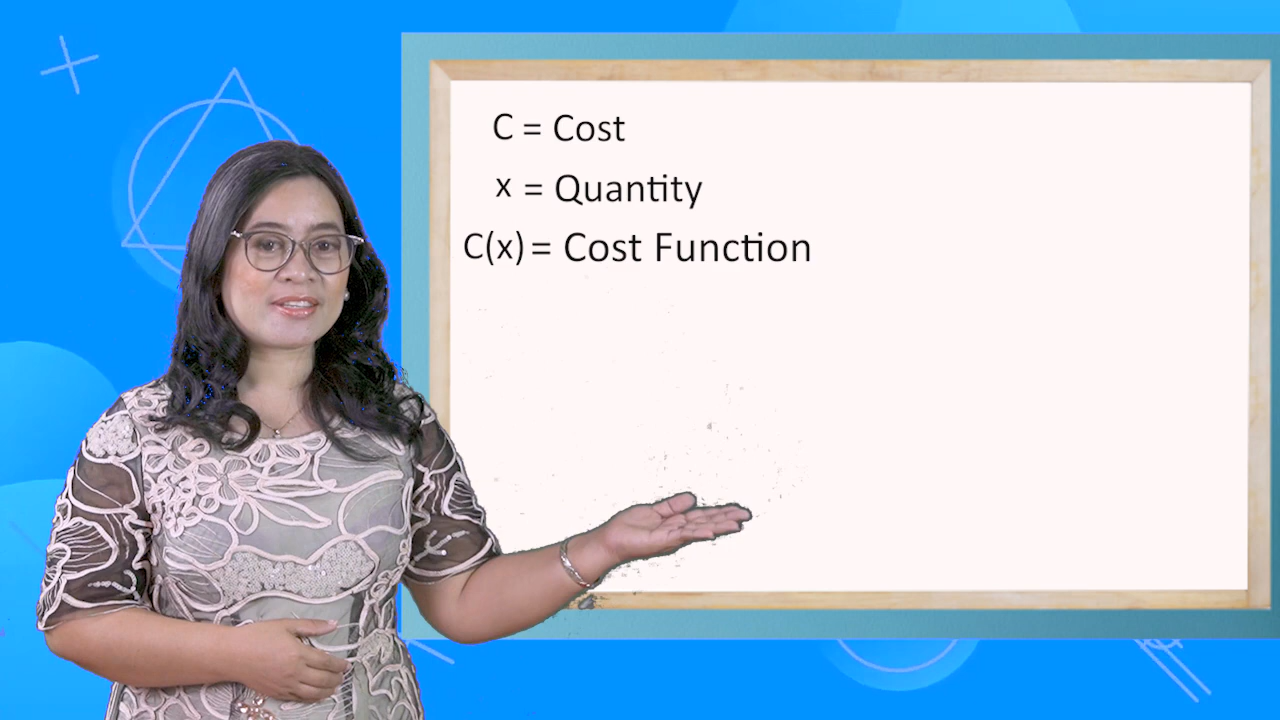 C = Cost
x = Quantity
C(x) = Cost Function